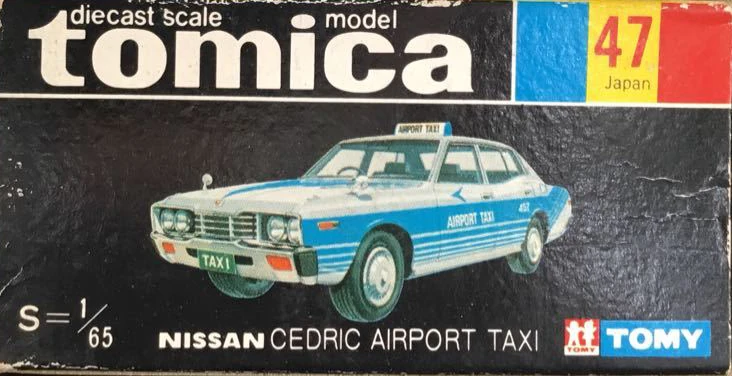 diecast scale model
tomica
47
Japan
AIRPORT TAXI
AIRPORT TAXI
457
TAXI
S=1/65
NISSAN CEDRIC AIRPORT TAXI
TOMY
TOMY